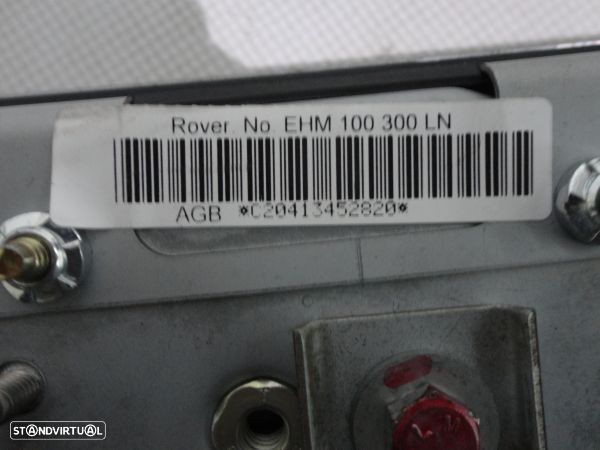 Rover. No. EHM 100 300 LN
AGB *C20413452820*
STANDVIRTUAL